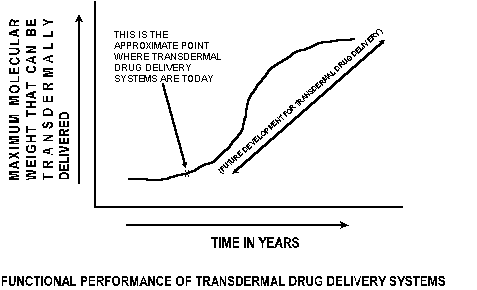 MAXIMUM MOLECULAR
WEIGHT THAT CAN BE
TRANSDERMALLY
DELIVERED
THIS IS THE
APPROXIMATE POINT
WHERE TRANSDERMAL
DRUG DELIVERY
SYSTEMS ARE TODAY
(FUTURE DEVELOPMENT FOR TRANSDERMAL DRUG DELIVERY)
TIME IN YEARS
FUNCTIONAL PERFORMANCE OF TRANSDERMAL DRUG DELIVERY SYSTEMS